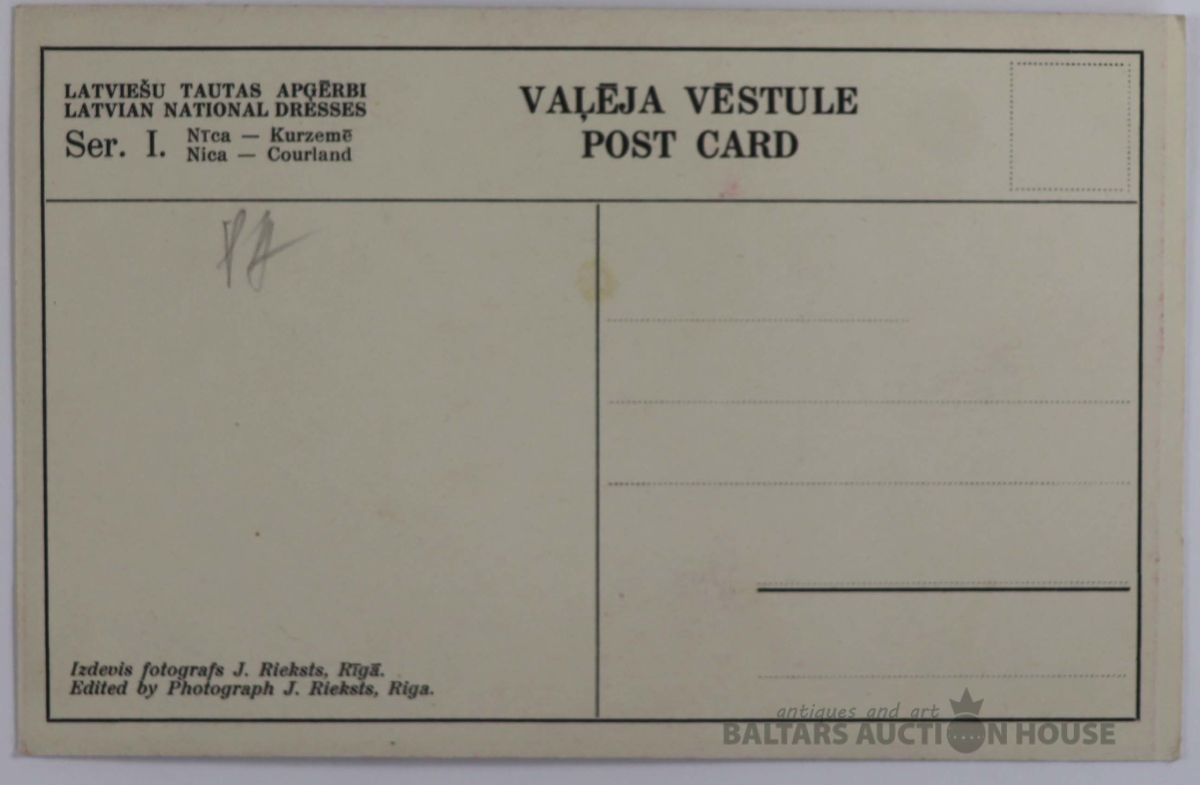 LATVIEŠU TAUTAS APĢĒRBI
LATVIAN NATIONAL DRESSES
Ser. I. Nīca — Kurzemē
Nica — Courland
VAĻĒJA VĒSTULE
POST CARD
Izdevis fotografs J. Rieksts, Rīgā.
Edited by Photograph J. Rieksts, Riga.
antiques and art
BALTARS AUCTION HOUSE